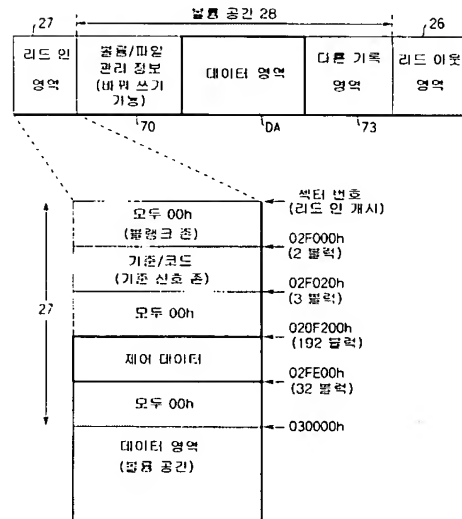 볼륨 공간 28
27
26
리드 인
영역
볼륨/파일
관리 정보
(바꿔 쓰기
가능)
데이터 영역
다른 기록
영역
리드 아웃
영역
70
DA
73
섹터 번호
(리드 인 개시)
모두 00h
(블랭크 존)
02F000h
(2 블럭)
기준/코드
(기준 신호 존)
02F020h
(3 블럭)
27
모두 00h
020F200h
(192 블럭)
제어 데이터
02FE00h
(32 블럭)
모두 00h
030000h
데이터 영역
(볼륨 공간)